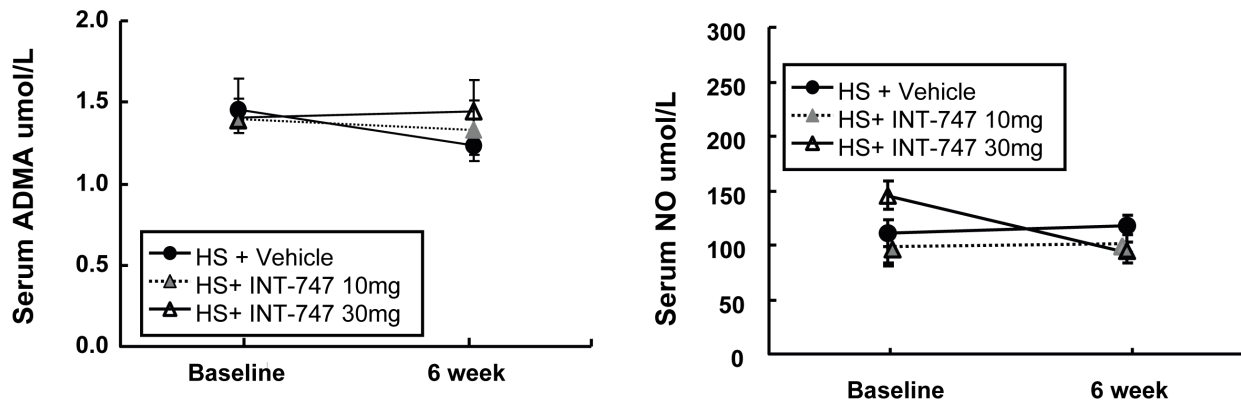 Serum ADMA umol/L
2.0
1.5
1.0
0.5
0.0
HS + Vehicle
HS+ INT-747 10mg
HS+ INT-747 30mg
Baseline
6 week
Serum NO umol/L
300
250
200
150
100
50
0
HS + Vehicle
HS+ INT-747 10mg
HS+ INT-747 30mg
Baseline
6 week